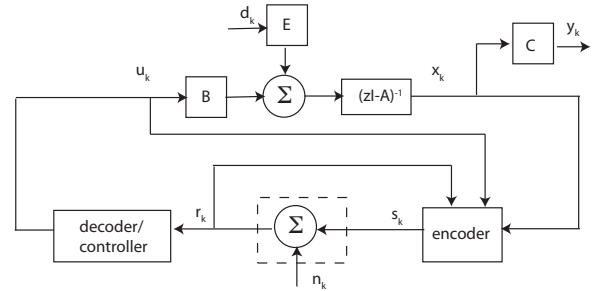 d_k
E
C
y_k
u_k
B
Σ
(zI-A)^-1
x_k
decoder/
controller
r_k
Σ
s_k
encoder
n_k